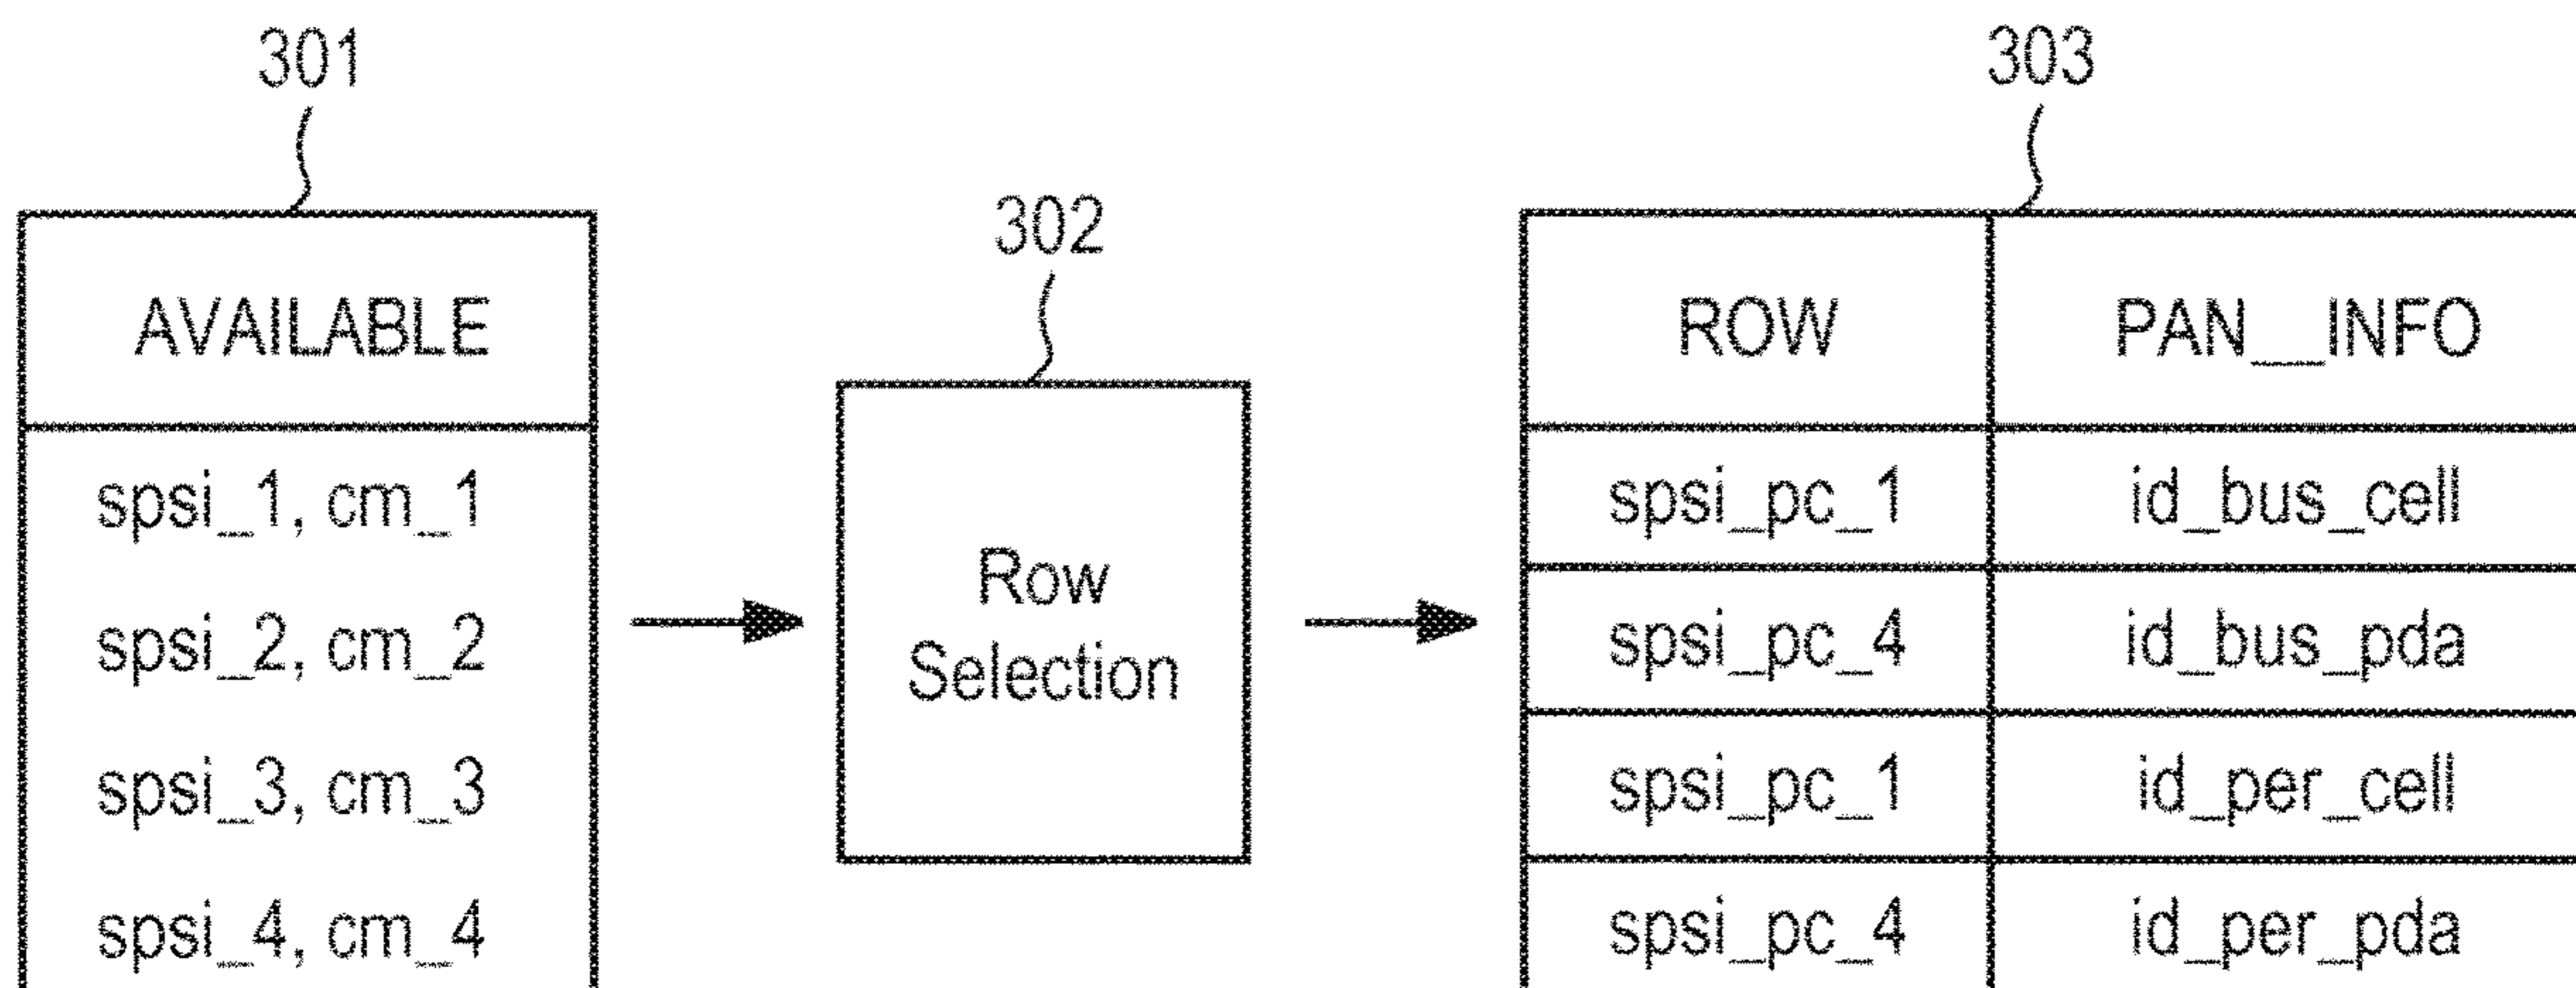 301
302
303
AVAILABLE
spsi_1, cm_1
spsi_2, cm_2
spsi_3, cm_3
spsi_4, cm_4
Row
Selection
ROW PAN__INFO
spsi_pc_1 id_bus_cell
spsi_pc_4 id_bus_pda
spsi_pc_1 id_per_cell
spsi_pc_4 id_per_pda